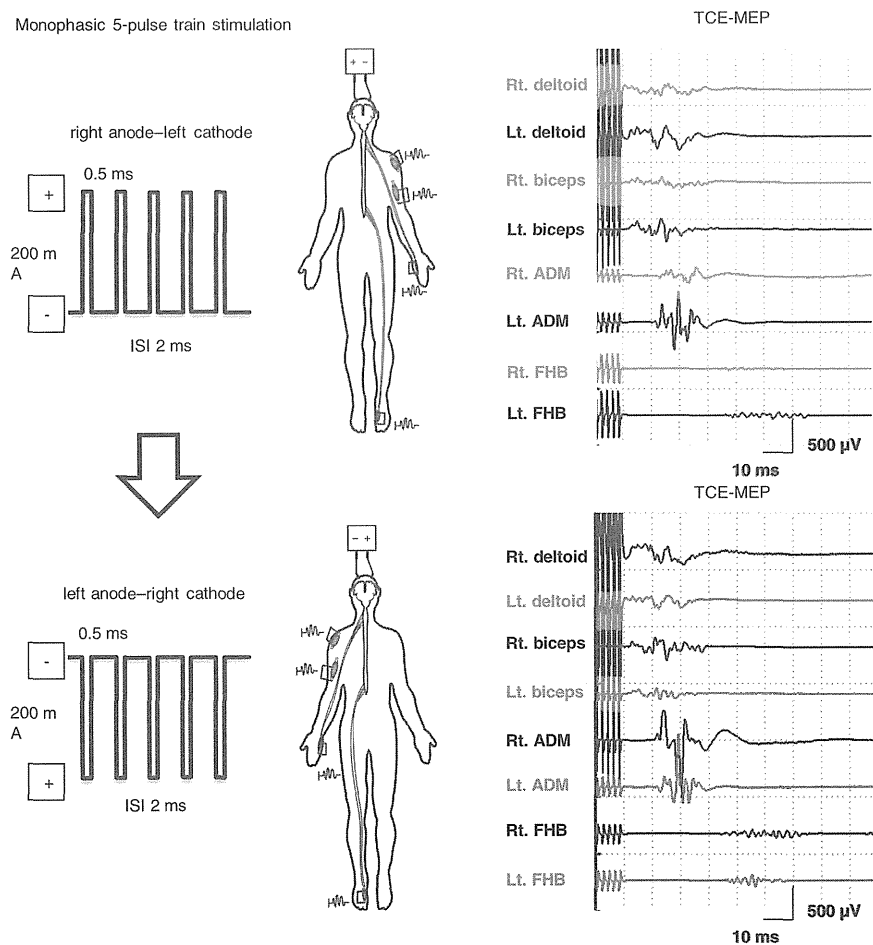 Monophasic 5-pulse train stimulation
right anode–left cathode
0.5 ms
+
200 m
A
-
ISI 2 ms
+ -
TCE-MEP
Rt. deltoid
Lt. deltoid
Rt. biceps
Lt. biceps
Rt. ADM
Lt. ADM
Rt. FHB
Lt. FHB
500 µV
10 ms
left anode–right cathode
0.5 ms
-
200 m
A
+
ISI 2 ms
- +
TCE-MEP
Rt. deltoid
Lt. deltoid
Rt. biceps
Lt. biceps
Rt. ADM
Lt. ADM
Rt. FHB
Lt. FHB
500 µV
10 ms